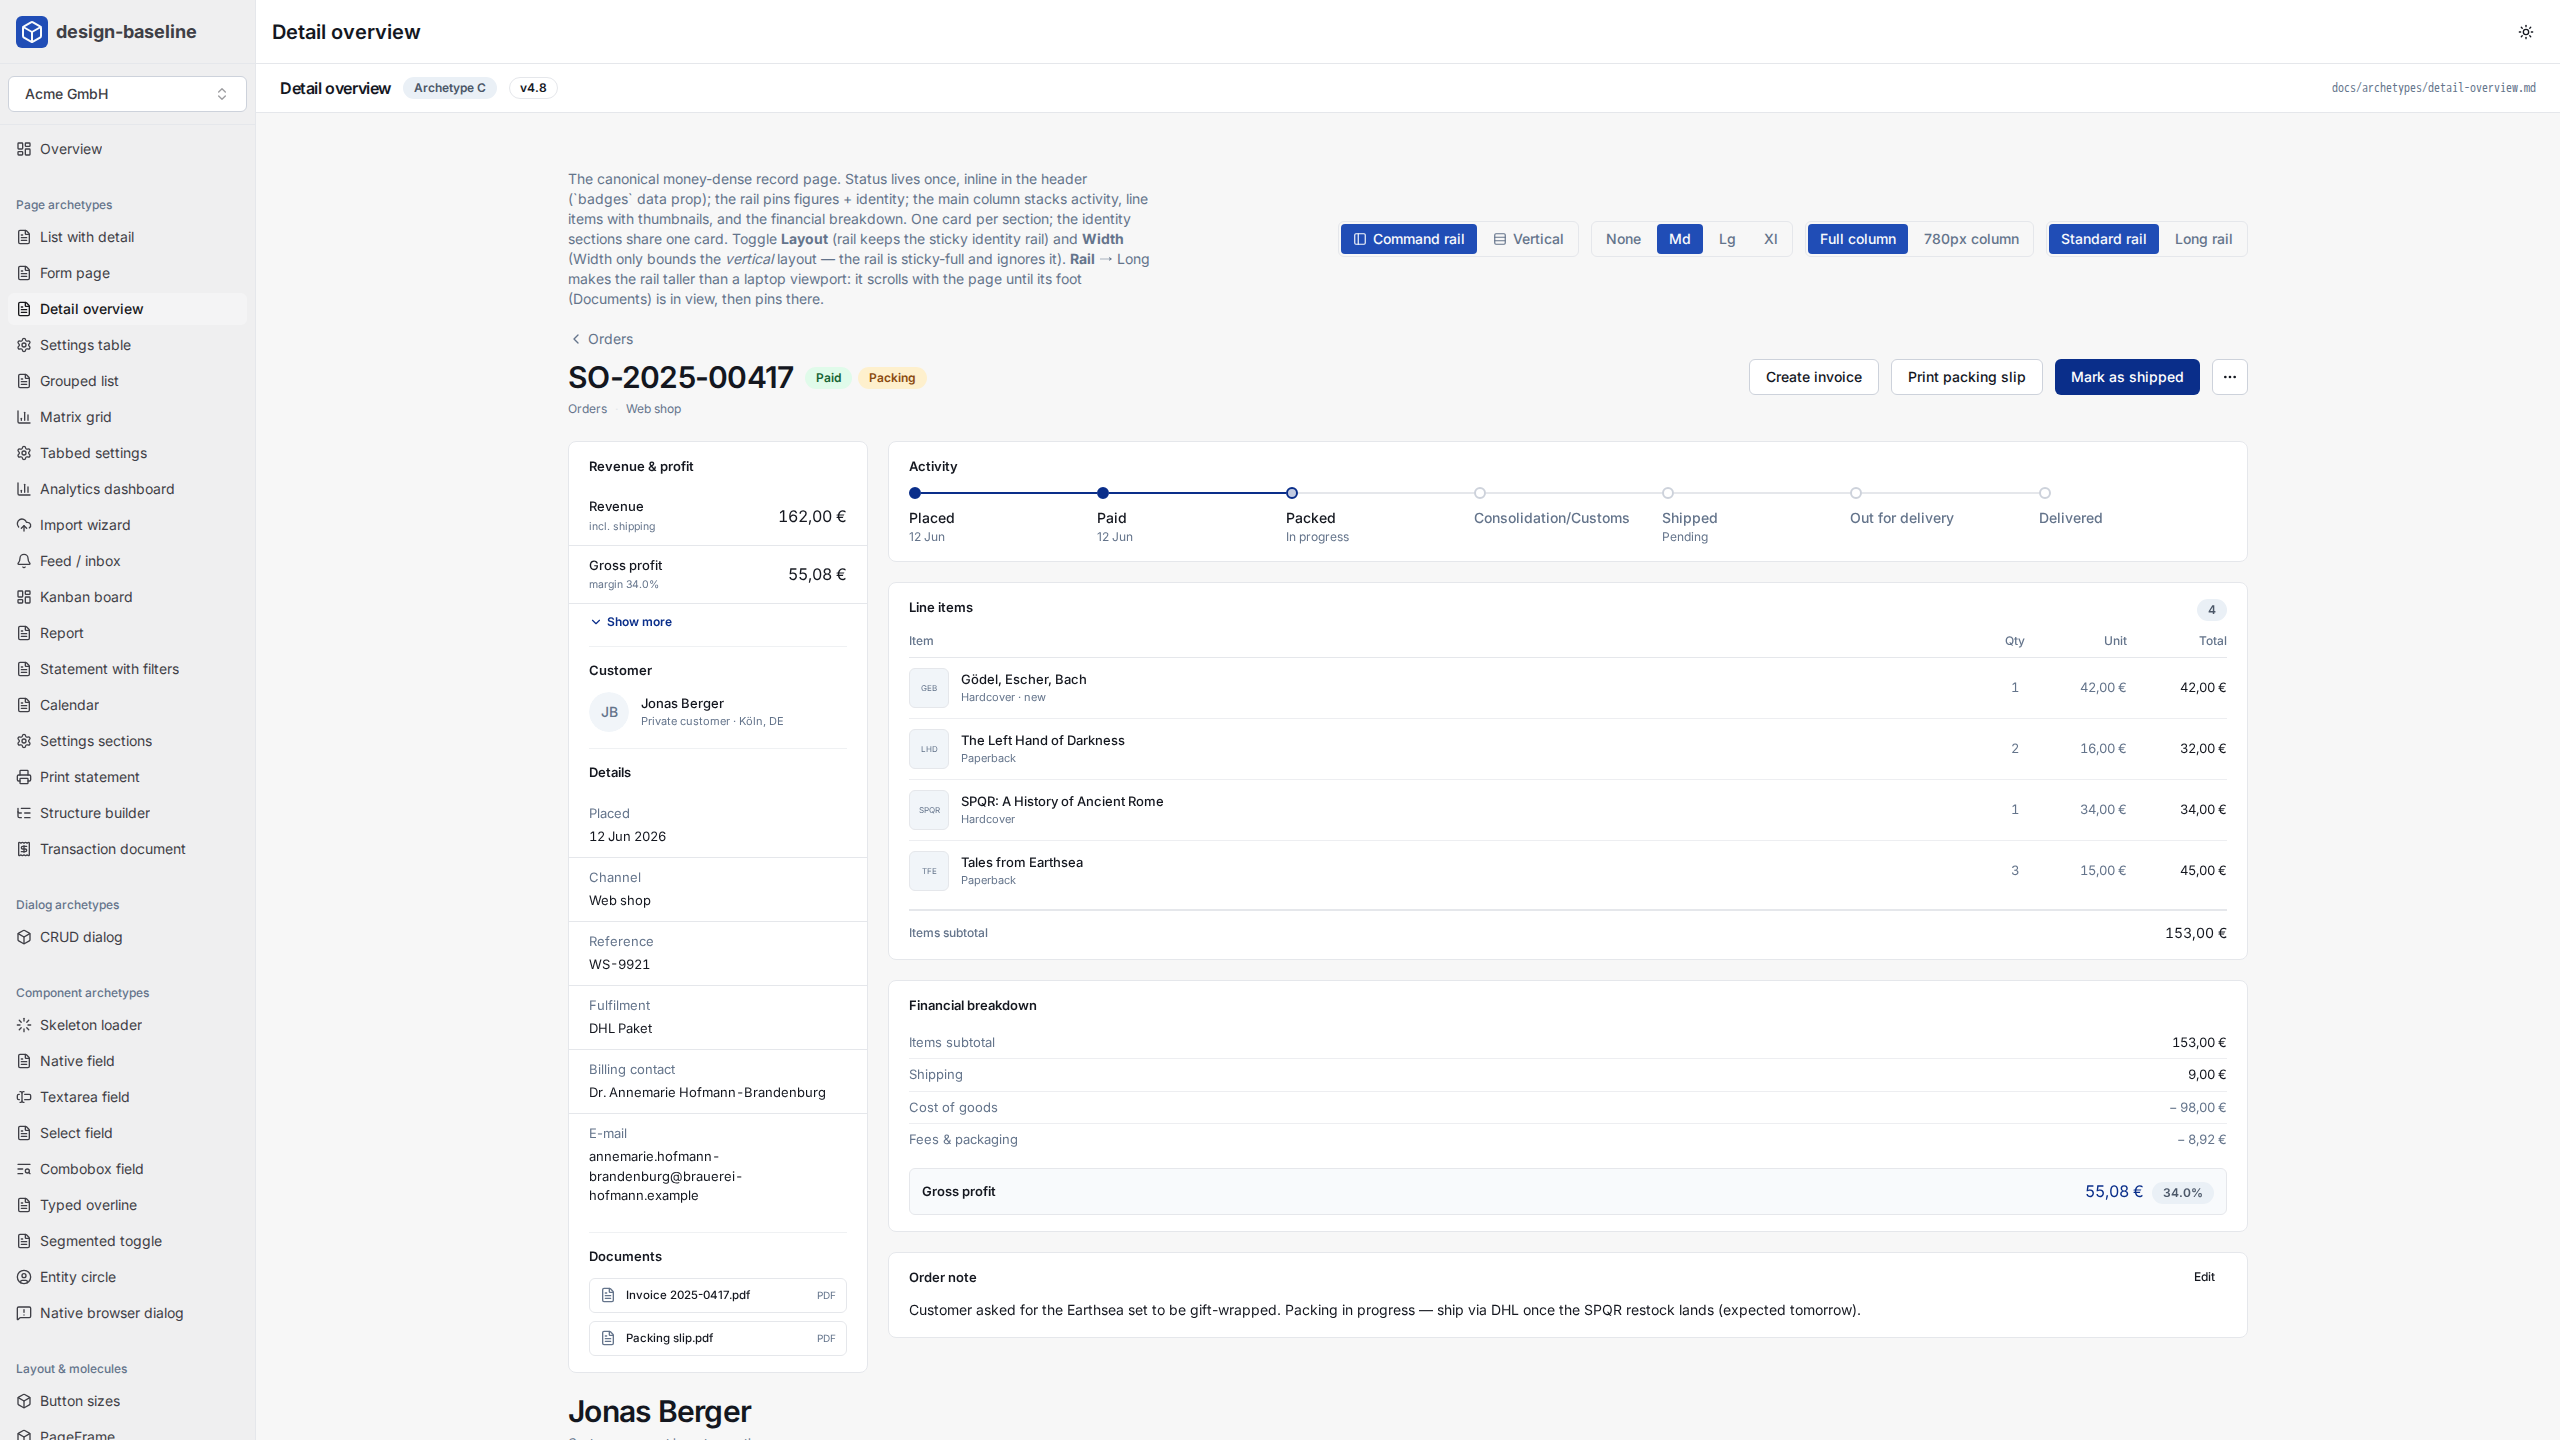 design-baseline
Acme GmbH
Overview
Page archetypes
List with detail
Form page
Detail overview
Settings table
Grouped list
Matrix grid
Tabbed settings
Analytics dashboard
Import wizard
Feed / inbox
Kanban board
Report
Statement with filters
Calendar
Settings sections
Print statement
Structure builder
Transaction document
Dialog archetypes
CRUD dialog
Component archetypes
Skeleton loader
Native field
Textarea field
Select field
Combobox field
Typed overline
Segmented toggle
Entity circle
Native browser dialog
Layout & molecules
Button sizes
PageFrame
Detail overview
Detail overview Archetype C v4.8 docs/archetypes/detail-overview.md
The canonical money-dense record page. Status lives once, inline in the header
(`badges` data prop); the rail pins figures + identity; the main column stacks activity, line
items with thumbnails, and the financial breakdown. One card per section; the identity
sections share one card. Toggle Layout (rail keeps the sticky identity rail) and Width
(Width only bounds the vertical layout — the rail is sticky-full and ignores it). Rail → Long
makes the rail taller than a laptop viewport: it scrolls with the page until its foot
(Documents) is in view, then pins there.
Command rail Vertical None Md Lg Xl Full column 780px column Standard rail Long rail
Orders
SO-2025-00417 Paid Packing
Create invoice Print packing slip Mark as shipped ...
Orders · Web shop
Revenue & profit
Revenue
incl. shipping
162,00 €
Gross profit
margin 34.0%
55,08 €
Show more
Customer
JB
Jonas Berger
Private customer · Köln, DE
Details
Placed
12 Jun 2026
Channel
Web shop
Reference
WS-9921
Fulfilment
DHL Paket
Billing contact
Dr. Annemarie Hofmann-Brandenburg
E-mail
annemarie.hofmann-
brandenburg@brauerei-
hofmann.example
Documents
Invoice 2025-0417.pdf PDF
Packing slip.pdf PDF
Activity
Placed Paid Packed Consolidation/Customs Shipped Out for delivery Delivered
12 Jun 12 Jun In progress Pending
Line items 4
Item Qty Unit Total
GEB Gödel, Escher, Bach 1 42,00 € 42,00 €
Hardcover · new
LHD The Left Hand of Darkness 2 16,00 € 32,00 €
Paperback
SPQR SPQR: A History of Ancient Rome 1 34,00 € 34,00 €
Hardcover
TFE Tales from Earthsea 3 15,00 € 45,00 €
Paperback
Items subtotal 153,00 €
Financial breakdown
Items subtotal 153,00 €
Shipping 9,00 €
Cost of goods − 98,00 €
Fees & packaging − 8,92 €
Gross profit 55,08 € 34.0%
Order note Edit
Customer asked for the Earthsea set to be gift-wrapped. Packing in progress — ship via DHL once the SPQR restock lands (expected tomorrow).
Jonas Berger